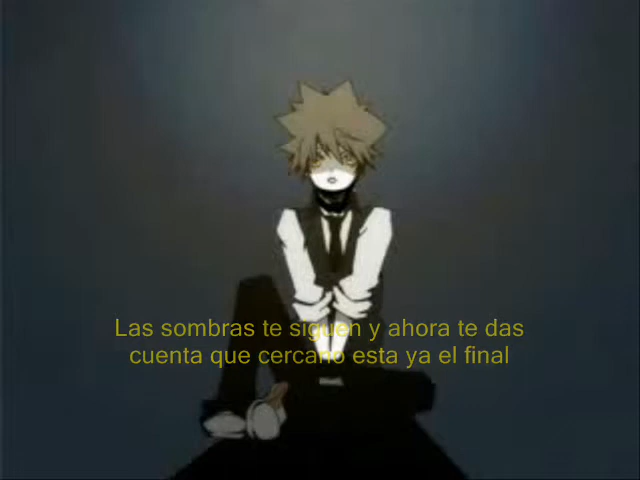 Las sombras te siguen y ahora te das
cuenta que cercano esta ya el final